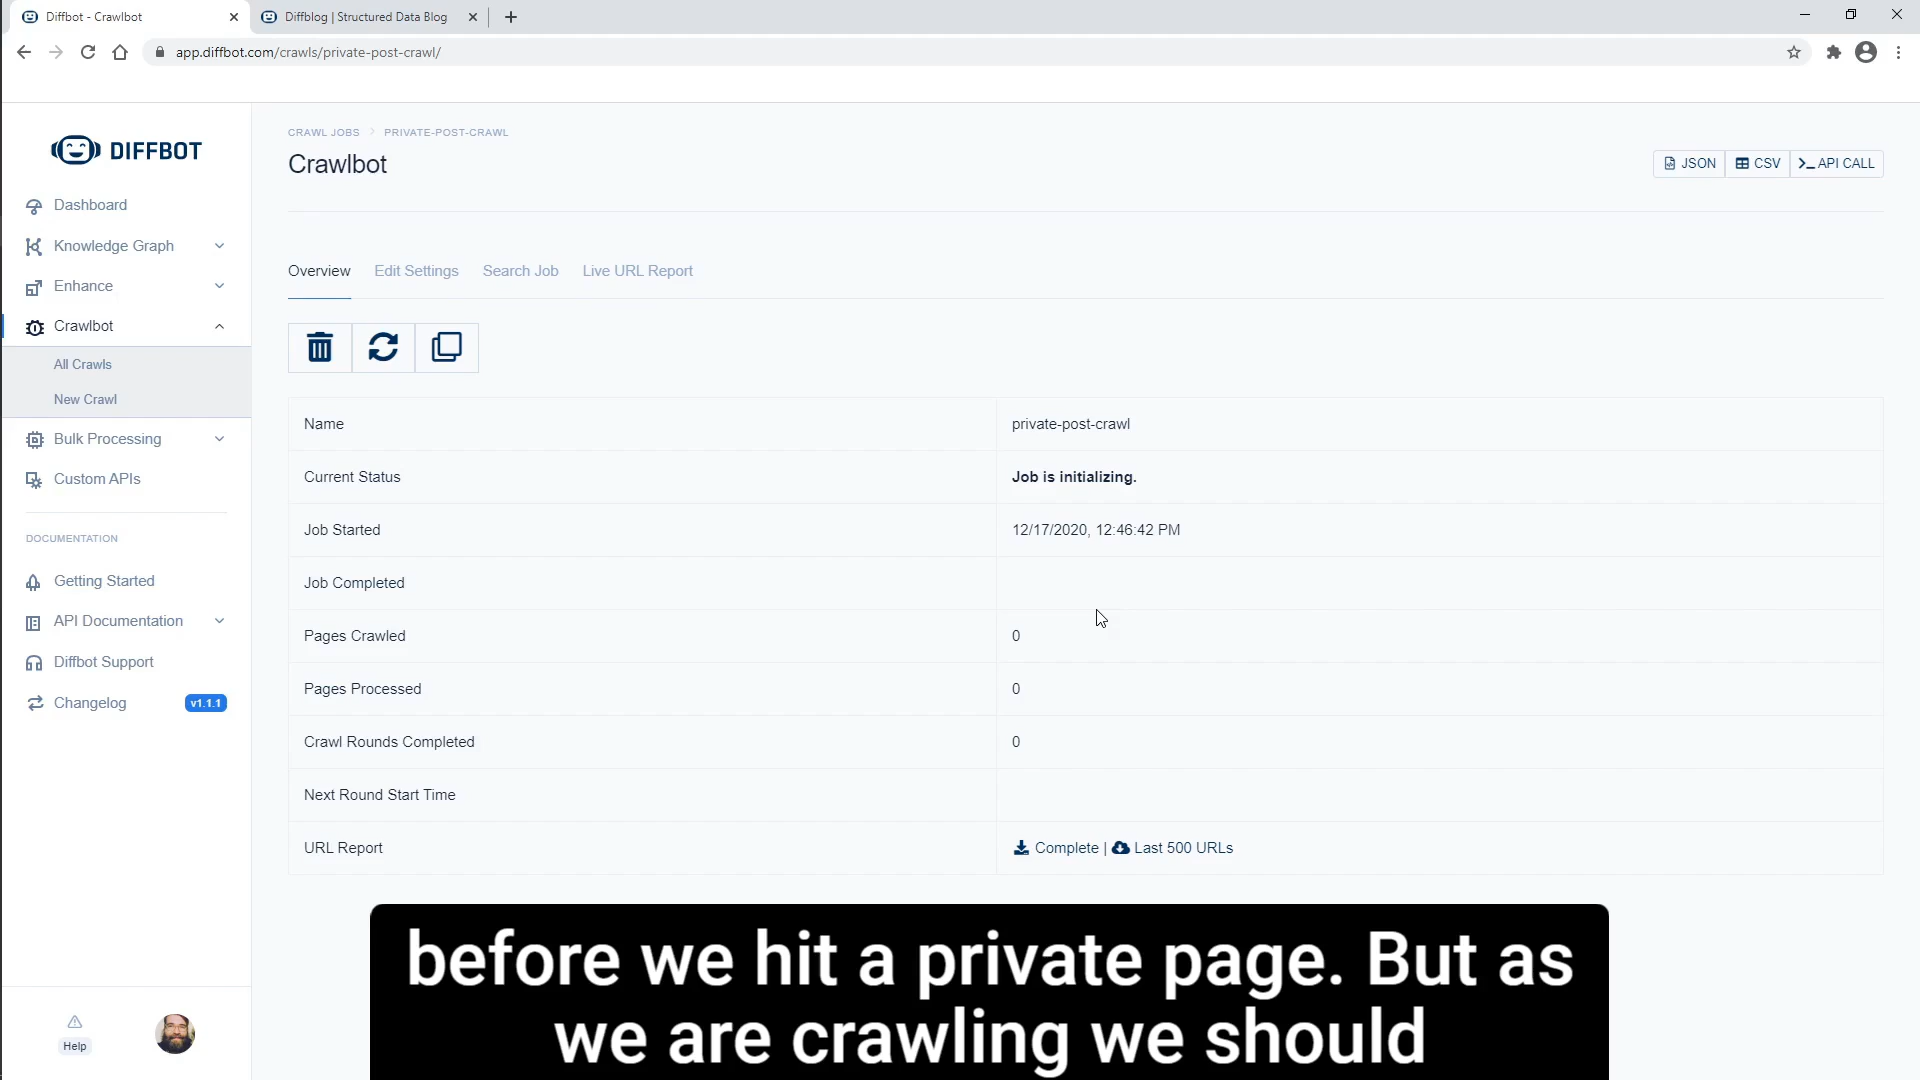 Diffbot - Crawlbot
Diffblog | Structured Data Blog
app.diffbot.com/crawls/private-post-crawl/
DIFFBOT
Dashboard
Knowledge Graph
Enhance
Crawlbot
All Crawls
New Crawl
Bulk Processing
Custom APIs
DOCUMENTATION
Getting Started
API Documentation
Diffbot Support
Changelog v1.1.1
Help
CRAWL JOBS > PRIVATE-POST-CRAWL
Crawlbot
JSON CSV >_ API CALL
Overview Edit Settings Search Job Live URL Report
Name private-post-crawl
Current Status Job is initializing.
Job Started 12/17/2020, 12:46:42 PM
Job Completed
Pages Crawled 0
Pages Processed 0
Crawl Rounds Completed 0
Next Round Start Time
URL Report Complete | Last 500 URLs
before we hit a private page. But as
we are crawling we should